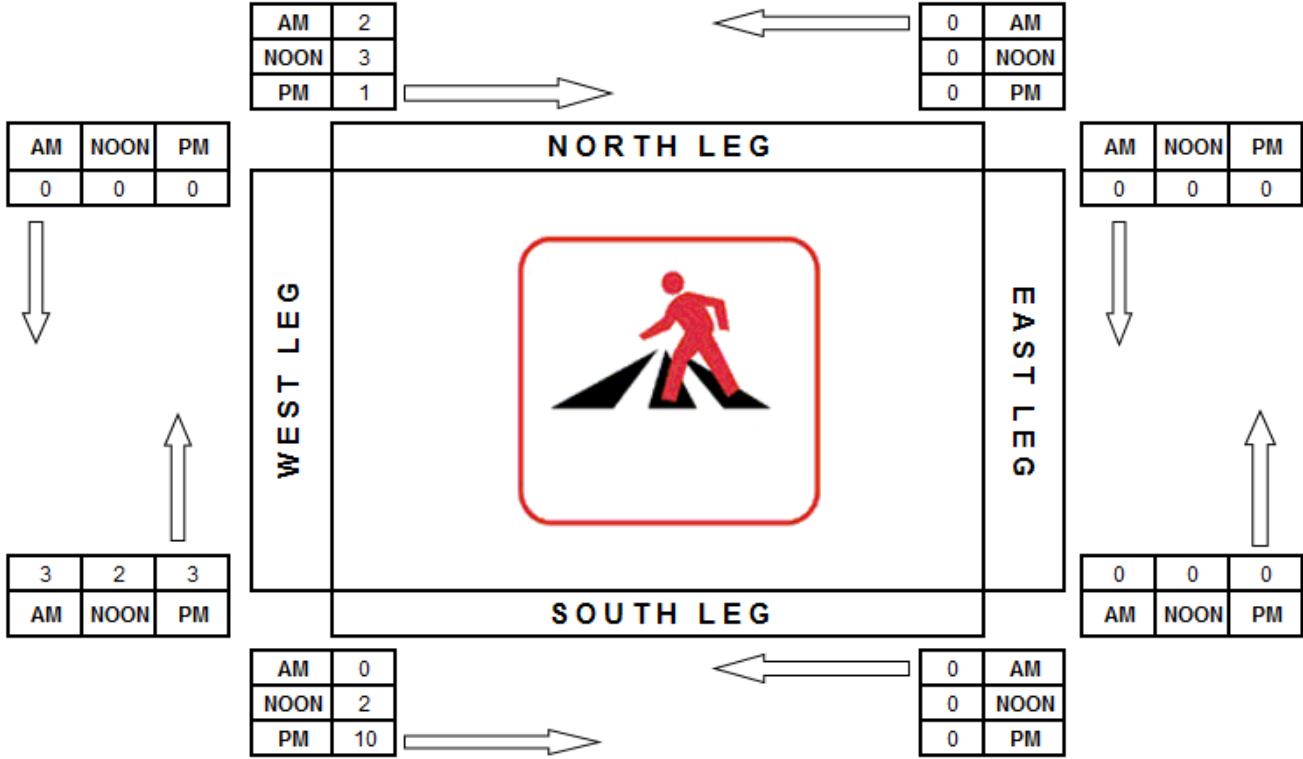 AM 2
NOON 3
PM 1
0 AM
0 NOON
0 PM
AM NOON PM
0 0 0
NORTH LEG
AM NOON PM
0 0 0
WEST LEG
EAST LEG
3 2 3
AM NOON PM
SOUTH LEG
0 0 0
AM NOON PM
AM 0
NOON 2
PM 10
0 AM
0 NOON
0 PM